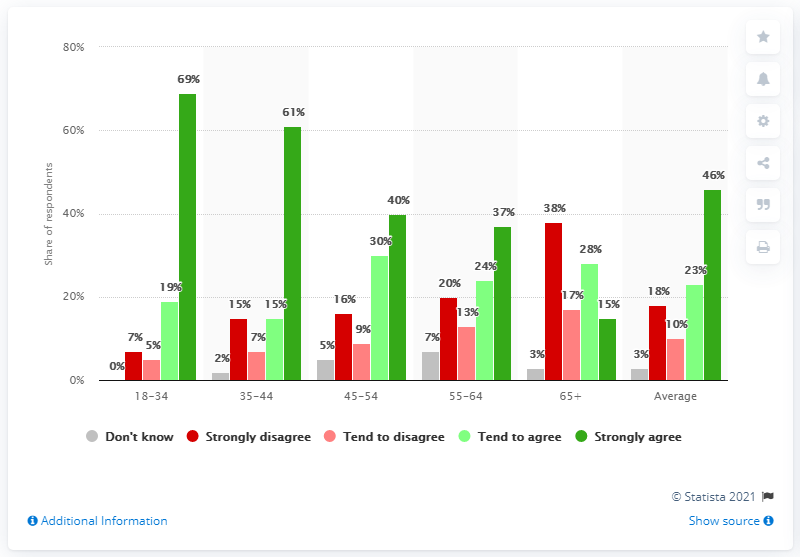 80%
60%
40%
20%
0%
Share of respondents
0% 7% 5% 19% 69%
2% 15% 7% 15% 61%
5% 16% 9% 30% 40%
7% 20% 13% 24% 37%
3% 38% 17% 28% 15%
3% 18% 10% 23% 46%
18-34 35-44 45-54 55-64 65+ Average
Don't know Strongly disagree Tend to disagree Tend to agree Strongly agree
© Statista 2021
Additional Information Show source